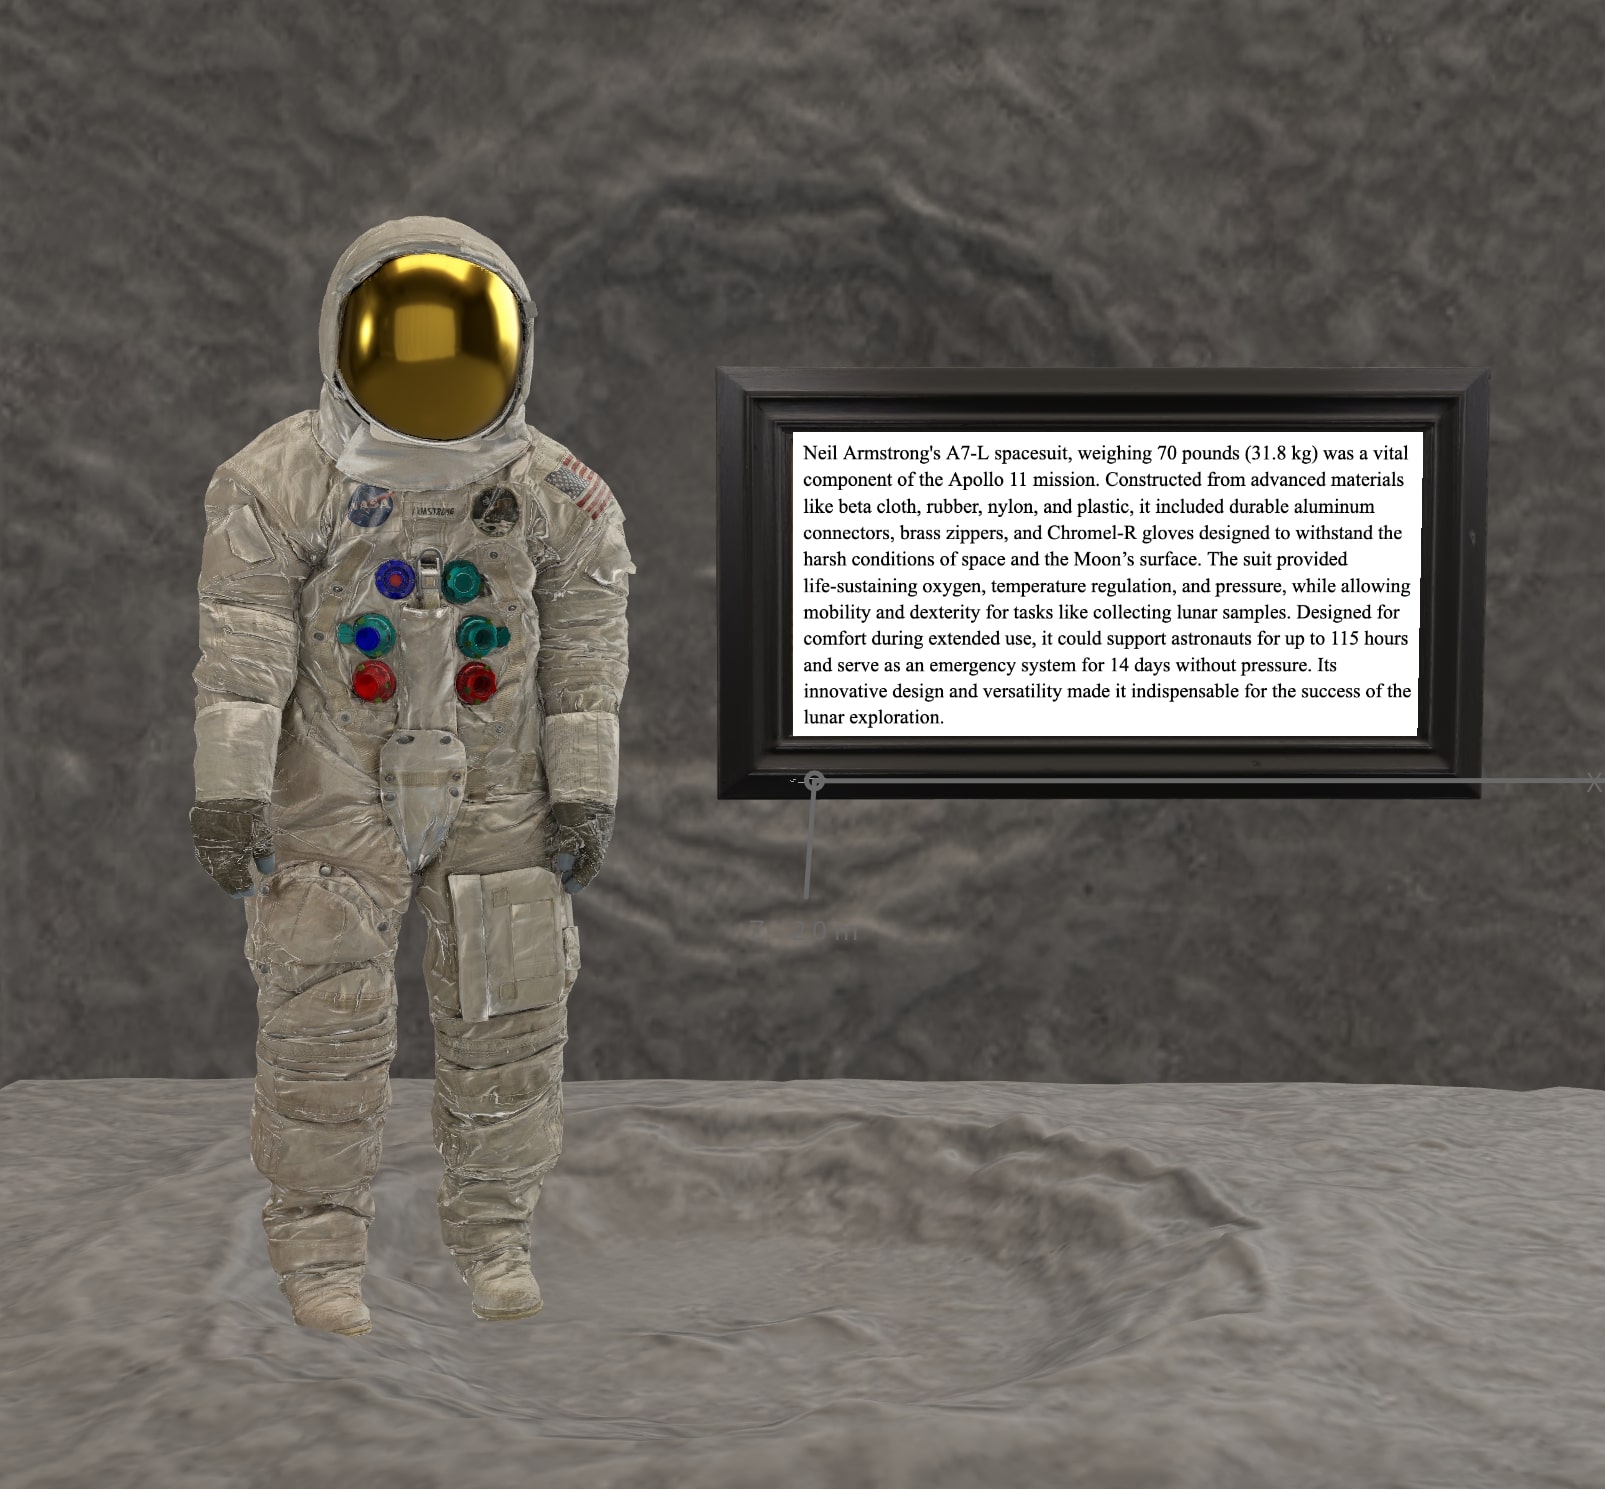 NASA
ARMSTRONG
Neil Armstrong's A7-L spacesuit, weighing 70 pounds (31.8 kg) was a vital
component of the Apollo 11 mission. Constructed from advanced materials
like beta cloth, rubber, nylon, and plastic, it included durable aluminum
connectors, brass zippers, and Chromel-R gloves designed to withstand the
harsh conditions of space and the Moon’s surface. The suit provided
life-sustaining oxygen, temperature regulation, and pressure, while allowing
mobility and dexterity for tasks like collecting lunar samples. Designed for
comfort during extended use, it could support astronauts for up to 115 hours
and serve as an emergency system for 14 days without pressure. Its
innovative design and versatility made it indispensable for the success of the
lunar exploration.
X